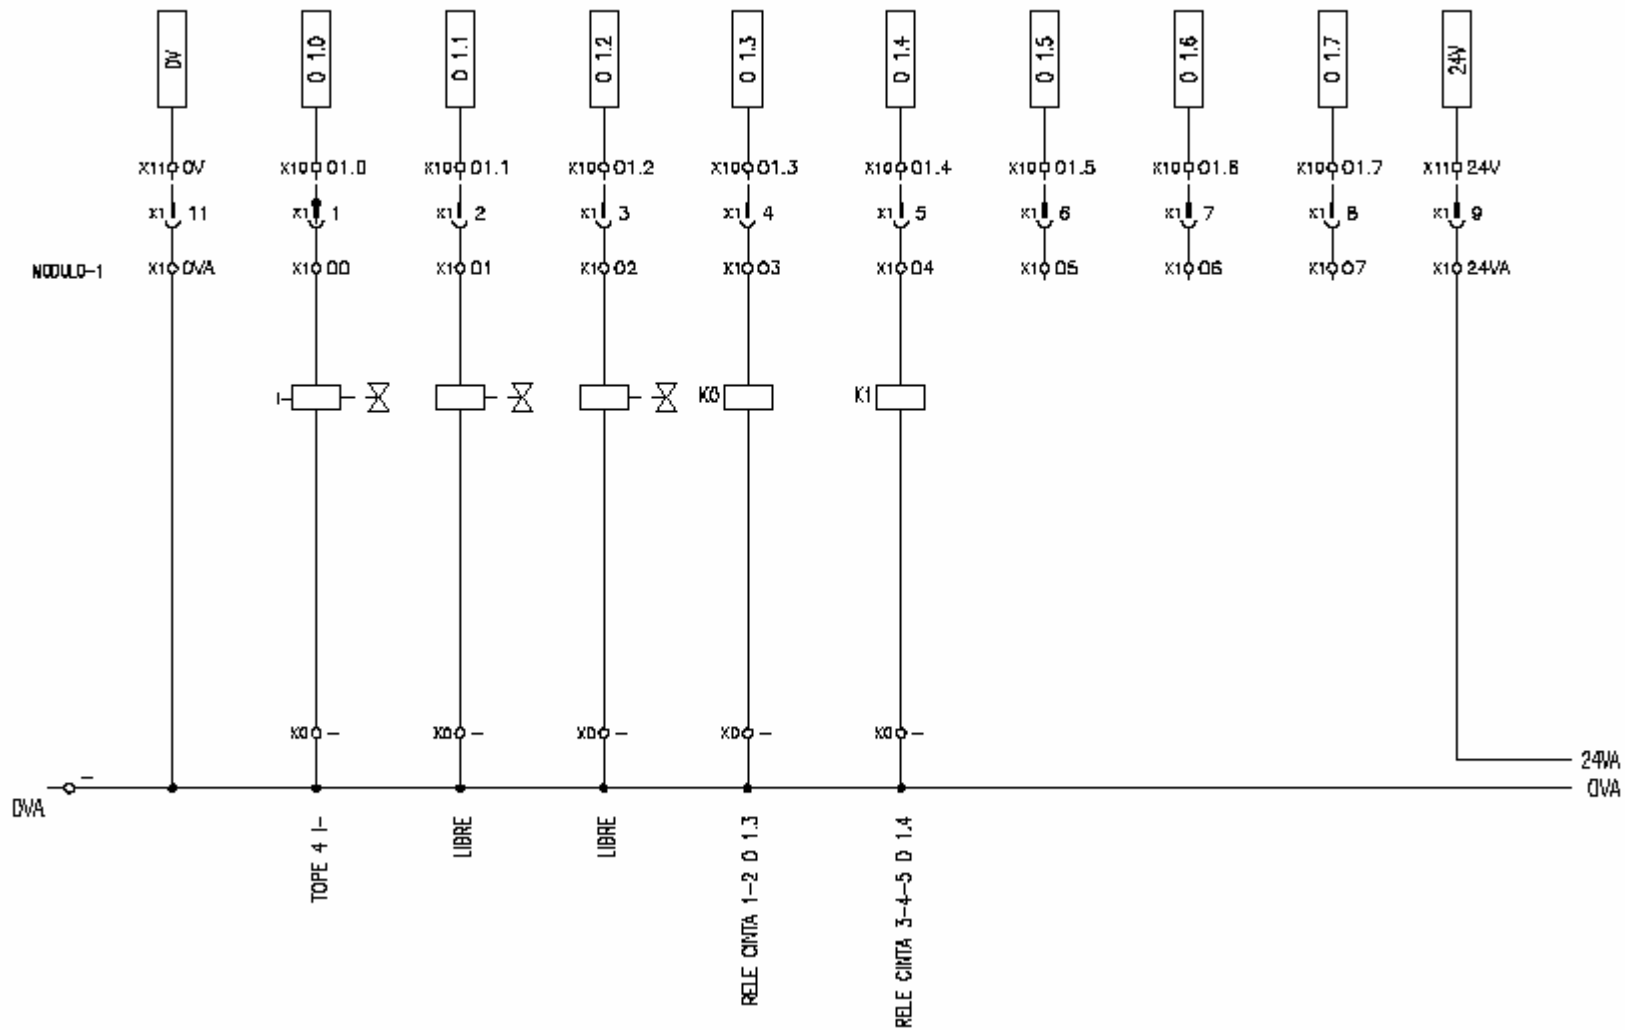 0V O 1.0 O 1.1 O 1.2 O 1.3 O 1.4 O 1.5 O 1.6 O 1.7 24V
X11 0V X10 O1.0 X10 O1.1 X10 O1.2 X10 O1.3 X10 O1.4 X10 O1.5 X10 O1.6 X10 O1.7 X11 24V
X1 11 X1 1 X1 2 X1 3 X1 4 X1 5 X1 6 X1 7 X1 8 X1 9
MODULO-1 X1 0VA X1 O0 X1 O1 X1 O2 X1 O3 X1 O4 X1 O5 X1 O6 X1 O7 X1 24VA
I- K0 K1
X0 - X0 - X0 - X0 - X0 -
24VA
0VA - 0VA
TOPE 4 I-
LIBRE
LIBRE
RELE CINTA 1-2 O 1.3
RELE CINTA 3-4-5 O 1.4